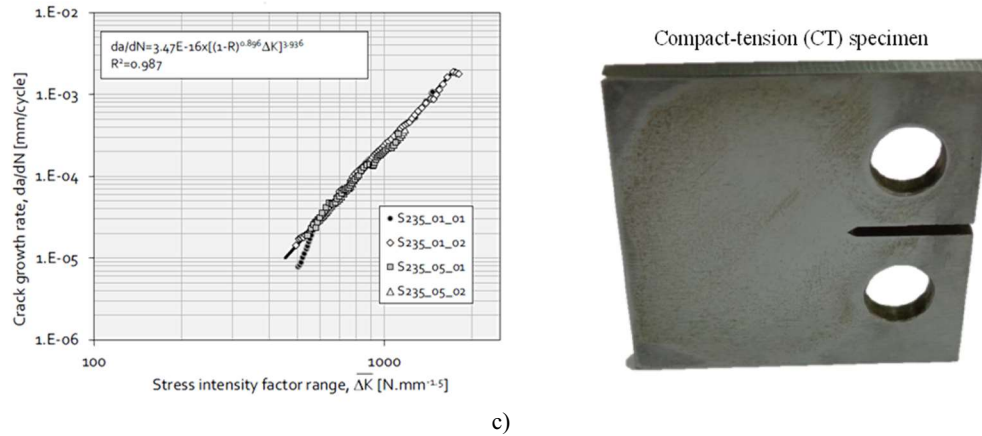 1.E-02
da/dN=3.47E-16x[(1-R)^0.896 ΔK]^3.936
R²=0.987
1.E-03
1.E-04
1.E-05
1.E-06
Crack growth rate, da/dN [mm/cycle]
S235_01_01
S235_01_02
S235_05_01
S235_05_02
100
1000
Stress intensity factor range, ΔK [N.mm^-1.5]
Compact-tension (CT) specimen
c)